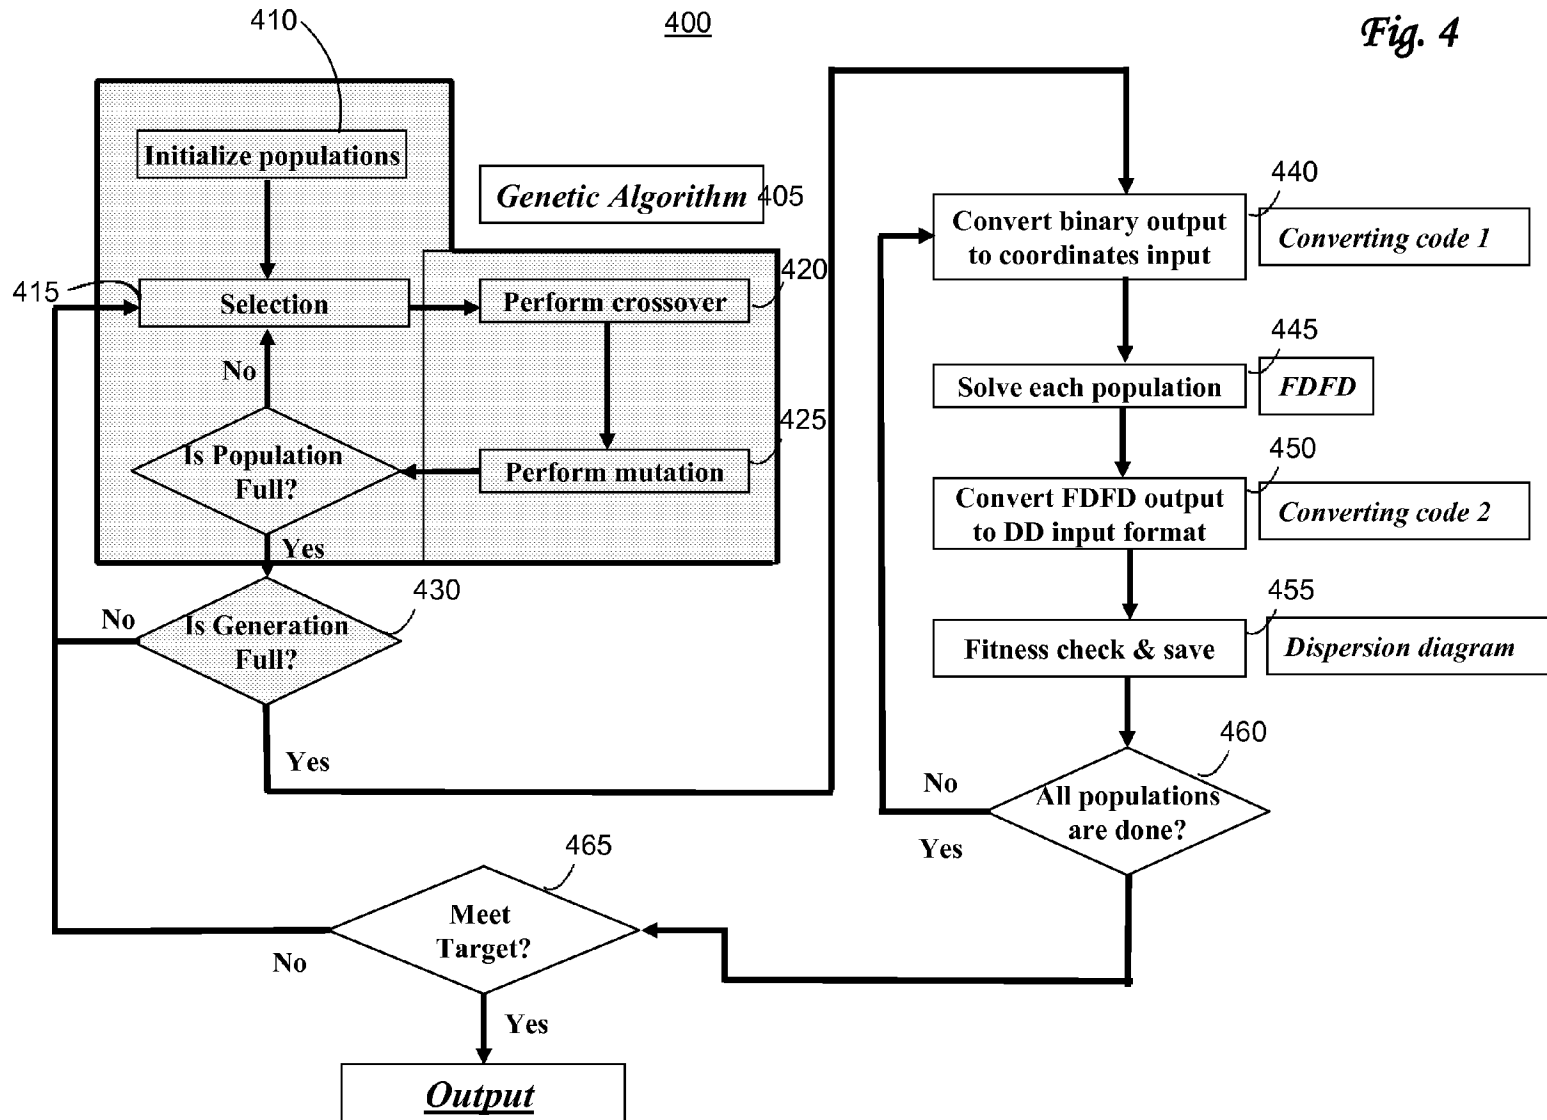 410
400
Fig. 4
Initialize populations
Genetic Algorithm
405
440
Convert binary output
to coordinates input
Converting code 1
415
Selection
420
Perform crossover
No
445
Solve each population
FDFD
425
Is Population
Full?
Perform mutation
450
Convert FDFD output
to DD input format
Converting code 2
Yes
430
No
Is Generation
Full?
455
Fitness check & save
Dispersion diagram
Yes
460
No
All populations
are done?
Yes
465
Meet
Target?
No
Yes
Output